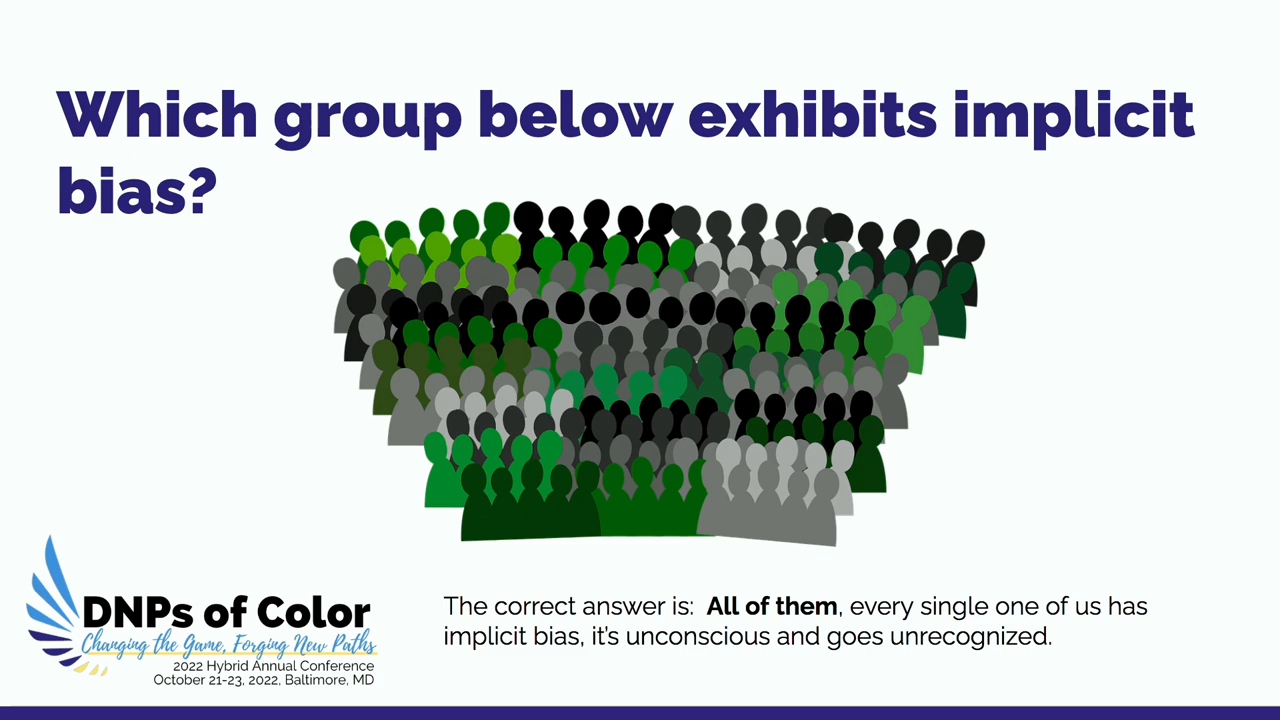 Which group below exhibits implicit
bias?
DNPs of Color
Changing the Game, Forging New Paths
2022 Hybrid Annual Conference
October 21-23, 2022, Baltimore, MD
The correct answer is:  All of them, every single one of us has
implicit bias, it's unconscious and goes unrecognized.